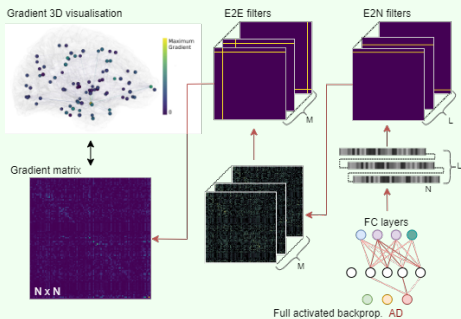 Gradient 3D visualisation
E2E filters
E2N filters
Maximum
Gradient
0
M
L
Gradient matrix
L
N
FC layers
M
N x N
Full activated backprop. AD